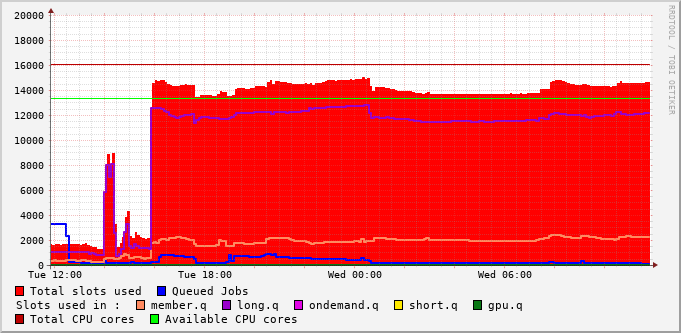 20000
18000
16000
14000
12000
10000
8000
6000
4000
2000
0
Tue 12:00 Tue 18:00 Wed 00:00 Wed 06:00
RRDTOOL / TOBI OETIKER
Total slots used Queued Jobs
Slots used in : member.q long.q ondemand.q short.q gpu.q
Total CPU cores Available CPU cores